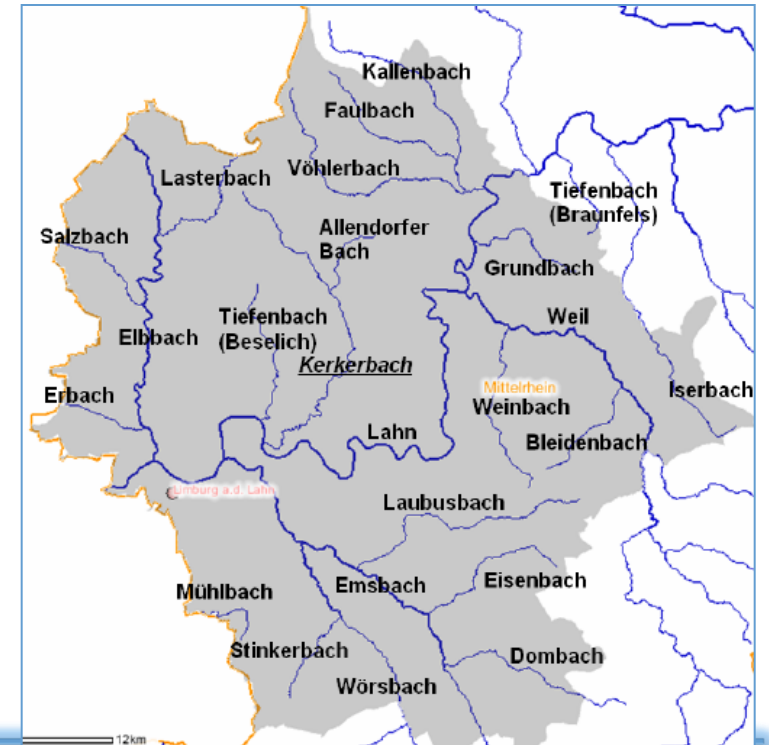 Kallenbach
Faulbach
Vöhlerbach
Lasterbach
Tiefenbach
(Braunfels)
Allendorfer
Bach
Salzbach
Grundbach
Tiefenbach
(Beselich)
Weil
Elbbach
Kerkerbach
Mittelrhein
Iserbach
Erbach
Weinbach
Lahn
Bleidenbach
Limburg a.d. Lahn
Laubusbach
Mühlbach
Emsbach
Eisenbach
Stinkerbach
Dombach
Wörsbach
12km